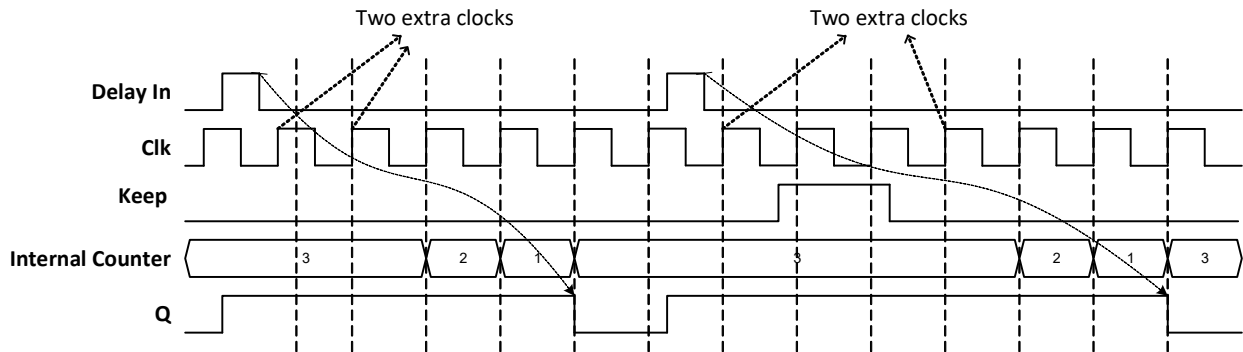 Two extra clocks
Two extra clocks
Delay In
Clk
Keep
Internal Counter
3
2
1
3
2
1
3
Q